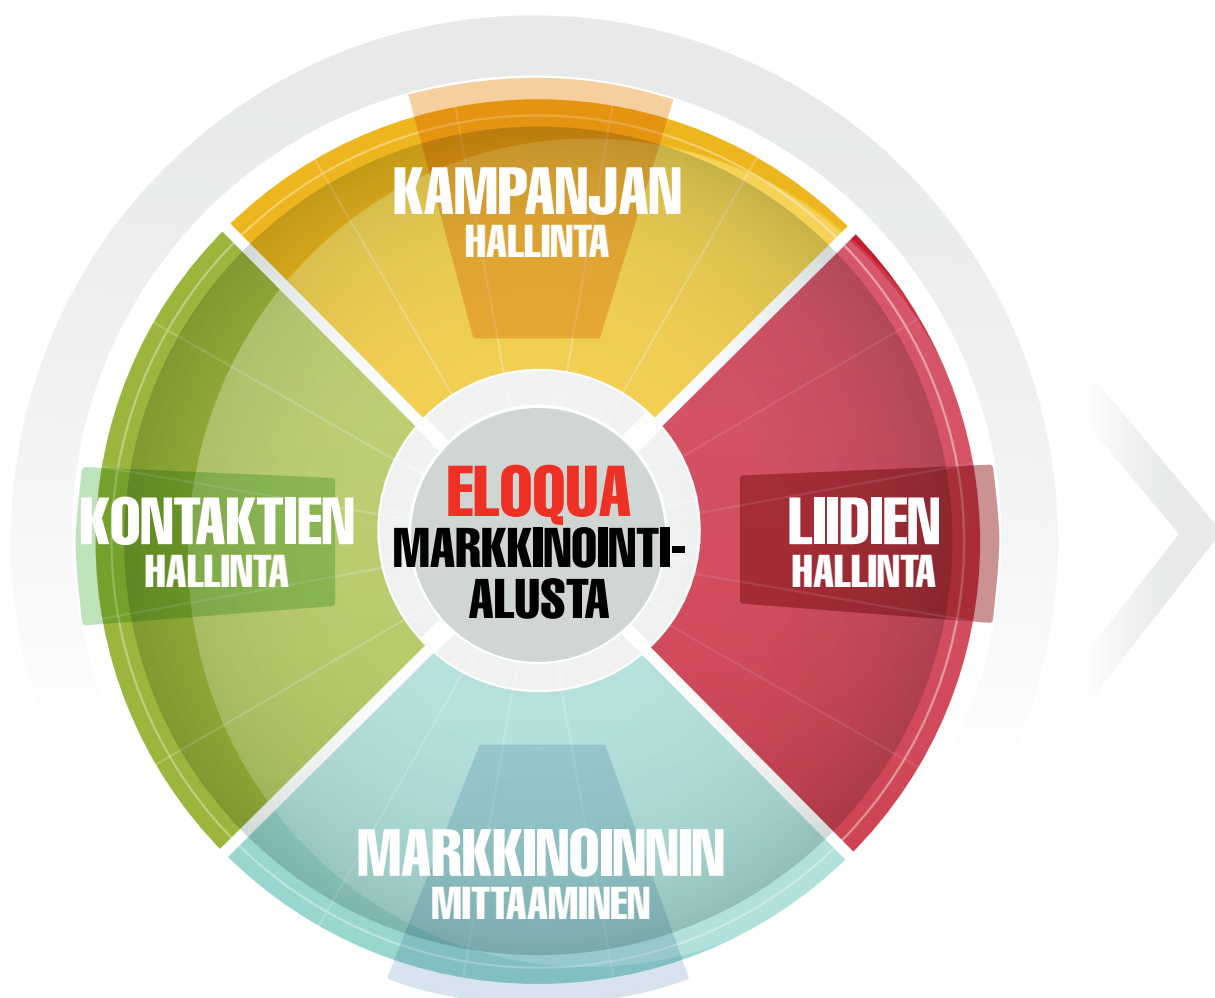 KAMPANJAN
HALLINTA
KONTAKTIEN
HALLINTA
ELOQUA
MARKKINOINTI-
ALUSTA
LIIDIEN
HALLINTA
MARKKINOINNIN
MITTAAMINEN